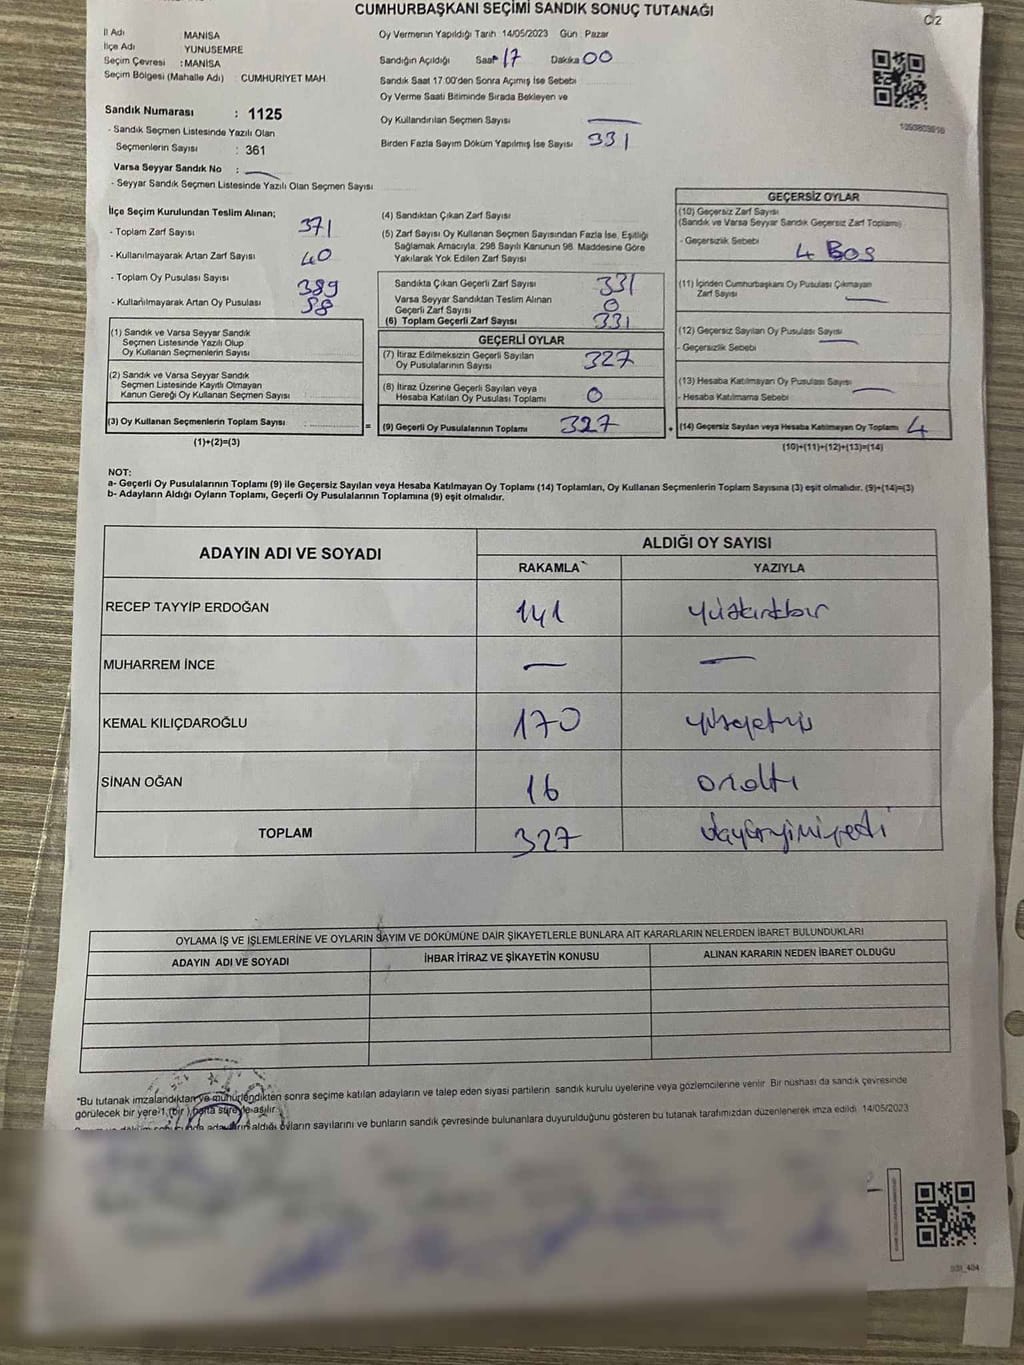 CUMHURBAŞKANI SEÇİMİ SANDIK SONUÇ TUTANAĞI
C/2
İl Adı MANİSA
İlçe Adı YUNUSEMRE
Seçim Çevresi : MANİSA
Seçim Bölgesi (Mahalle Adı) CUMHURIYET MAH.
Oy Vermenin Yapıldığı Tarih 14/05/2023 Gün : Pazar
Sandığın Açıldığı Saat 17 Dakika 00
Sandık Saat 17:00'den Sonra Açımış İse Sebebi
Oy Verme Saati Bitiminde Sırada Bekleyen ve
Oy Kullandırılan Seçmen Sayısı —
Birden Fazla Sayım Döküm Yapılmış İse Sayısı 331
Sandık Numarası : 1125
- Sandık Seçmen Listesinde Yazılı Olan
Seçmenlerin Sayısı : 361
Varsa Seyyar Sandık No : —
- Seyyar Sandık Seçmen Listesinde Yazılı Olan Seçmen Sayısı
İlçe Seçim Kurulundan Teslim Alınan;
- Toplam Zarf Sayısı 371
- Kullanılmayarak Artan Zarf Sayısı 40
- Toplam Oy Pusulası Sayısı 389
- Kullanılmayarak Artan Oy Pusulası 58
(1) Sandık ve Varsa Seyyar Sandık
Seçmen Listesinde Yazılı Olup
Oy Kullanan Seçmenlerin Sayısı
(2) Sandık ve Varsa Seyyar Sandık
Seçmen Listesinde Kayıtlı Olmayan
Kanun Gereği Oy Kullanan Seçmen Sayısı
(3) Oy Kullanan Seçmenlerin Toplam Sayısı =
(1)+(2)=(3)
(4) Sandıktan Çıkan Zarf Sayısı
(5) Zarf Sayısı Oy Kullanan Seçmen Sayısından Fazla İse, Eşitliği
Sağlamak Amacıyla, 298 Sayılı Kanunun 98. Maddesine Göre
Yakılarak Yok Edilen Zarf Sayısı
Sandıkta Çıkan Geçerli Zarf Sayısı 331
Varsa Seyyar Sandıktan Teslim Alınan
Geçerli Zarf Sayısı 0
(6) Toplam Geçerli Zarf Sayısı 331
GEÇERLİ OYLAR
(7) İtiraz Edilmeksizin Geçerli Sayılan
Oy Pusulalarının Sayısı 327
(8) İtiraz Üzerine Geçerli Sayılan veya
Hesaba Katılan Oy Pusulası Toplamı 0
(9) Geçerli Oy Pusulalarının Toplamı 327 +
GEÇERSİZ OYLAR
(10) Geçersiz Zarf Sayısı
(Sandık ve Varsa Seyyar Sandık Geçersiz Zarf Toplamı)
- Geçersizlik Sebebi 4 Boş
(11) İçinden Cumhurbaşkanı Oy Pusulası Çıkmayan
Zarf Sayısı —
(12) Geçersiz Sayılan Oy Pusulası Sayısı —
- Geçersizlik Sebebi
(13) Hesaba Katılmayan Oy Pusulası Sayısı —
- Hesaba Katılmama Sebebi
(14) Geçersiz Sayılan veya Hesaba Katılmayan Oy Toplamı 4
(10)+(11)+(12)+(13)=(14)
NOT:
a- Geçerli Oy Pusulalarının Toplamı (9) ile Geçersiz Sayılan veya Hesaba Katılmayan Oy Toplamı (14) Toplamları, Oy Kullanan Seçmenlerin Toplam Sayısına (3) eşit olmalıdır. (9)+(14)=(3)
b- Adayların Aldığı Oyların Toplamı, Geçerli Oy Pusulalarının Toplamına (9) eşit olmalıdır.
ADAYIN ADI VE SOYADI
ALDIĞI OY SAYISI
RAKAMLA YAZIYLA
RECEP TAYYİP ERDOĞAN 141 yüzkırkbir
MUHARREM İNCE — —
KEMAL KILIÇDAROĞLU 170 yüzyetmiş
SİNAN OĞAN 16 onaltı
TOPLAM 327 üçyüzyirmiyedi
OYLAMA İŞ VE İŞLEMLERİNE VE OYLARIN SAYIM VE DÖKÜMÜNE DAİR ŞİKAYETLERLE BUNLARA AİT KARARLARIN NELERDEN İBARET BULUNDUKLARI
ADAYIN ADI VE SOYADI İHBAR İTİRAZ VE ŞİKAYETİN KONUSU ALINAN KARARIN NEDEN İBARET OLDUĞU
*Bu tutanak imzalandıktan ve mühürlendikten sonra seçime katılan adayların ve talep eden siyasi partilerin sandık kurulu üyelerine veya gözlemcilerine verilir. Bir nüshası da sandık çevresinde
görülecek bir yere 1 (bir) hafta süreyle asılır.
adayların aldığı oyların sayılarını ve bunların sandık çevresinde bulunanlara duyurulduğunu gösteren bu tutanak tarafımızdan düzenlenerek imza edildi. 14/05/2023